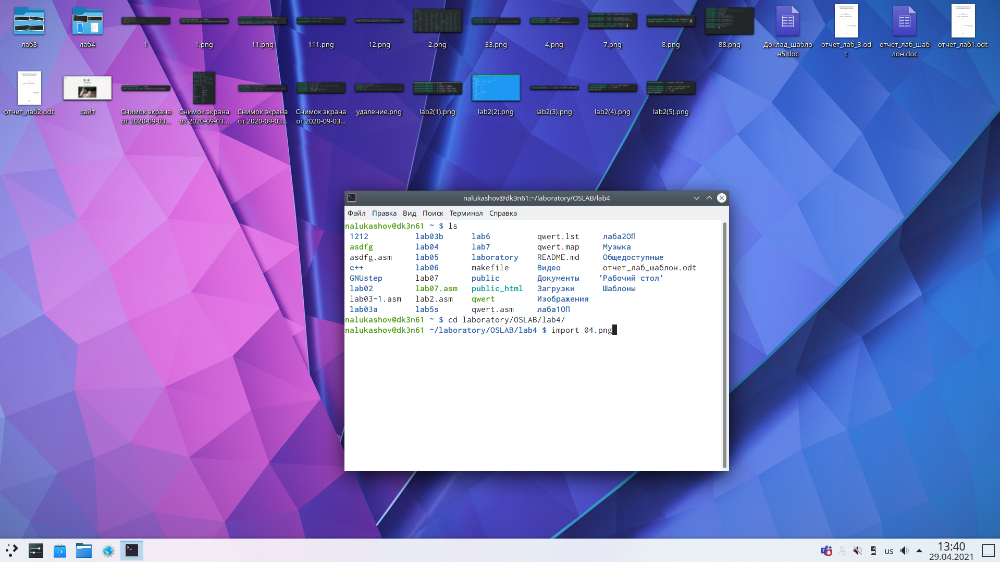 лаб3
лаб4
1
1.png
11.png
111.png
12.png
2.png
33.png
4.png
7.png
8.png
88.png
Доклад_шабло
н5.doc
отчет_лаб_3.od
t
отчет_лаб_шаб
лон.doc
отчет_лаб1.odt
отчет_лаб2.odt
сайт
Снимок экрана
от 2020-09-03...
Снимок экрана
от 2020-09-03...
Снимок экрана
от 2020-09-03...
Снимок экрана
от 2020-09-03...
удаление.png
lab2(1).png
lab2(2).png
lab2(3).png
lab2(4).png
lab2(5).png
nalukashov@dk3n61:~/laboratory/OSLAB/lab4
Файл Правка Вид Поиск Терминал Справка
nalukashov@dk3n61 ~ $ ls
1212 lab03b lab6 qwert.lst лаба2ОП
asdfg lab04 lab7 qwert.map Музыка
asdfg.asm lab05 laboratory README.md Общедоступные
c++ lab06 makefile Видео отчет_лаб_шаблон.odt
GNUstep lab07 public Документы 'Рабочий стол'
lab02 lab07.asm public_html Загрузки Шаблоны
lab03-1.asm lab2.asm qwert Изображения
lab03a lab5s qwert.asm лаба1ОП
nalukashov@dk3n61 ~ $ cd laboratory/OSLAB/lab4/
nalukashov@dk3n61 ~/laboratory/OSLAB/lab4 $ import 04.png
us
13:40
29.04.2021